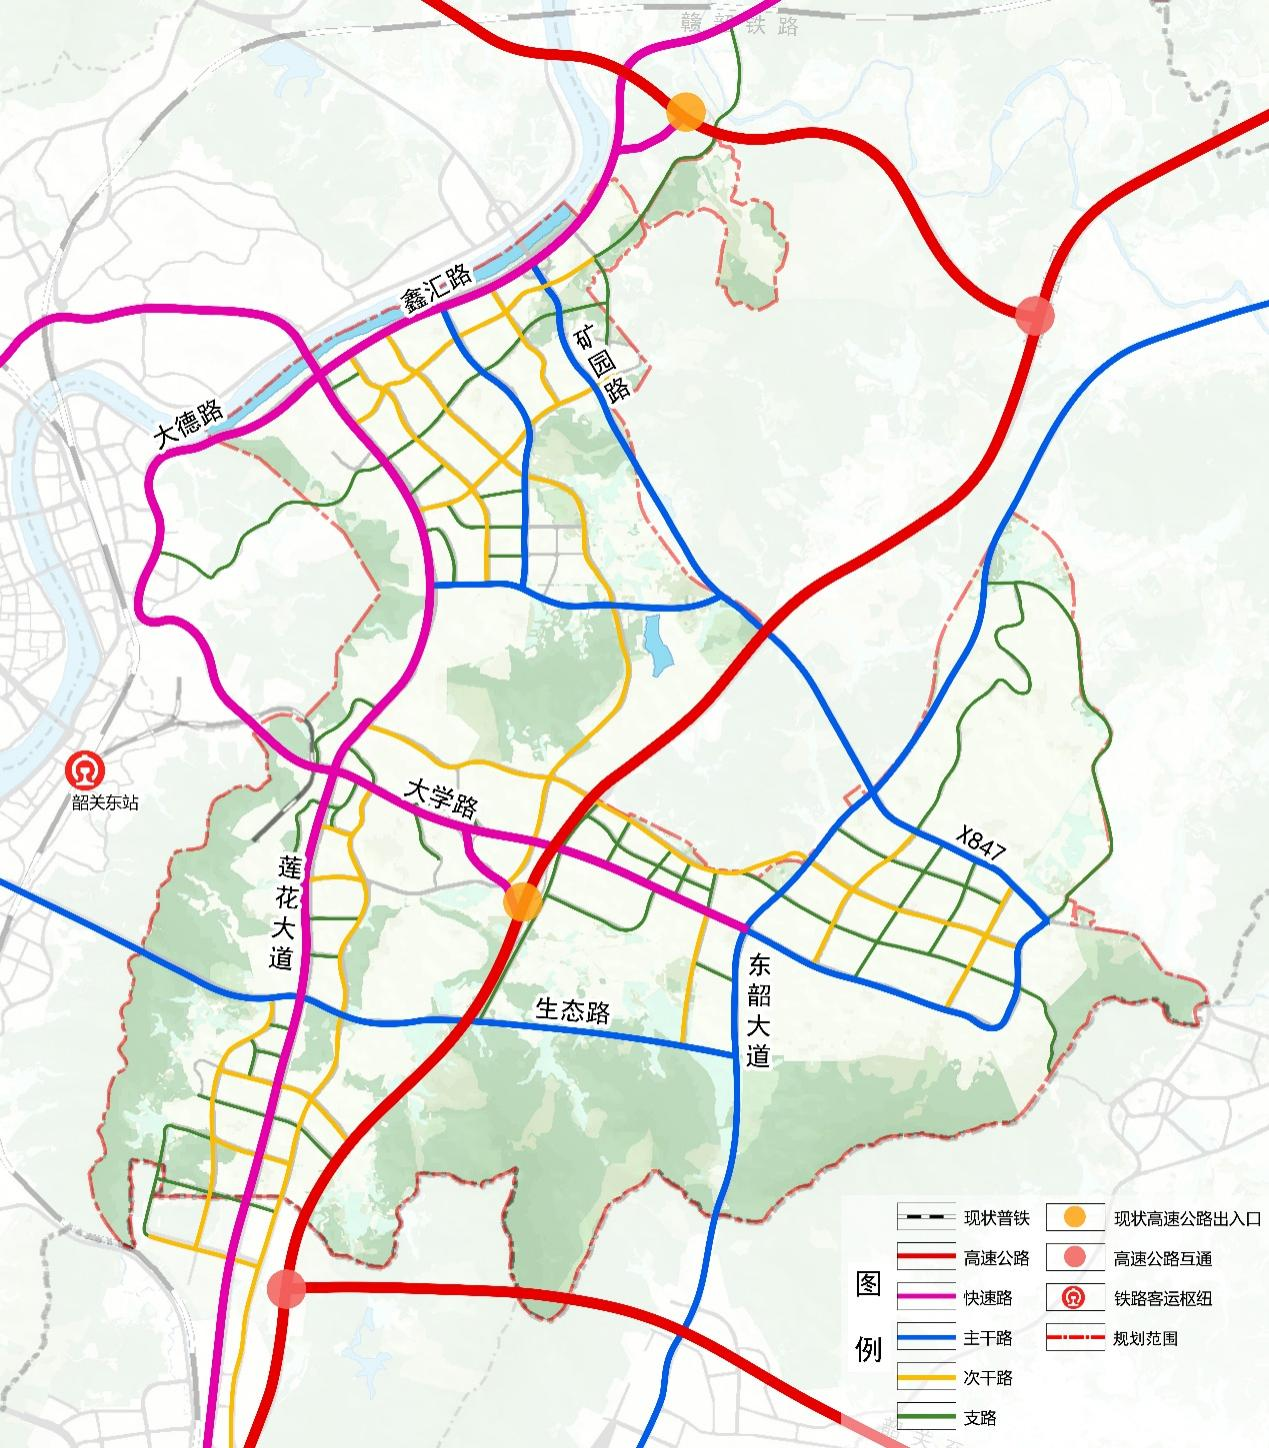 赣韶铁路
鑫汇路
矿园路
大德路
韶关东站
大学路
X847
莲花大道
东韶大道
生态路
图例
现状普铁
高速公路
快速路
主干路
次干路
支路
现状高速公路出入口
高速公路互通
铁路客运枢纽
规划范围
韶关至